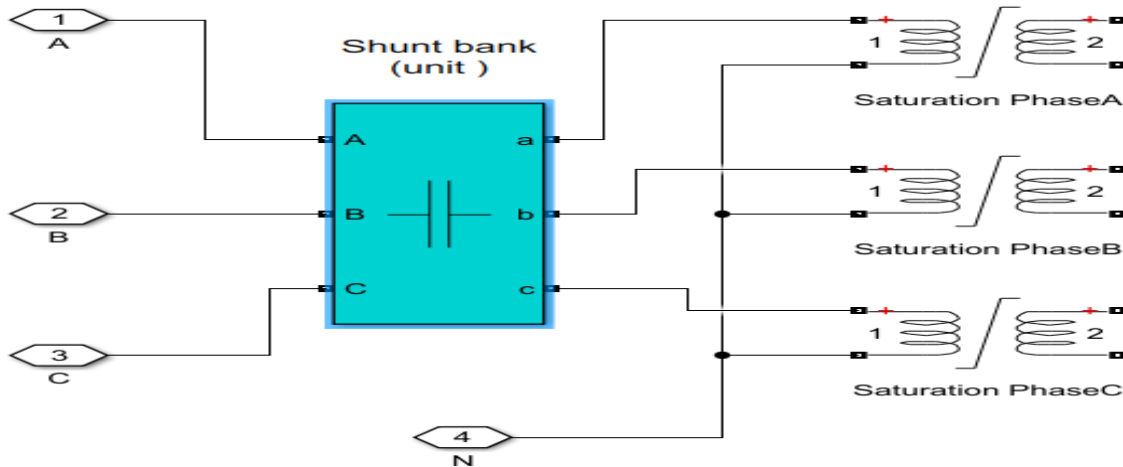 1
A
Shunt bank
(unit )
A
a
1
2
Saturation PhaseA
2
B
B
b
1
2
Saturation PhaseB
C
c
3
C
1
2
Saturation PhaseC
4
N